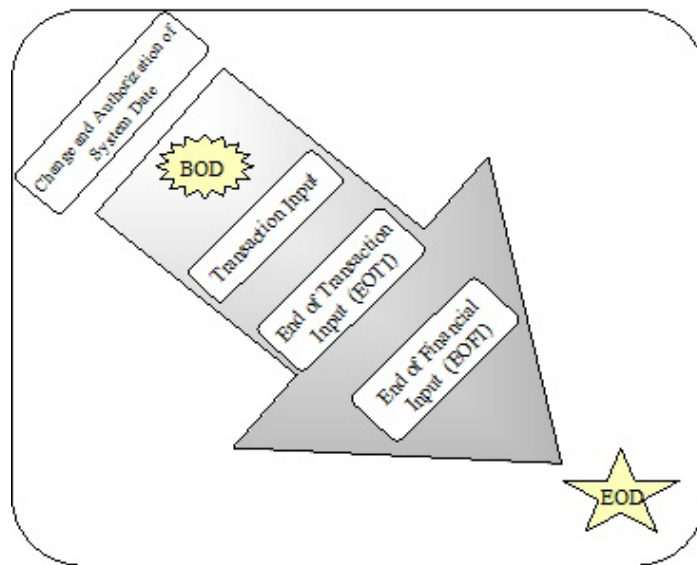 Change and Authorization of
System Date
BOD
Transaction Input
End of Transaction
Input (EOTI)
End of Financial
Input (EOFI)
EOD